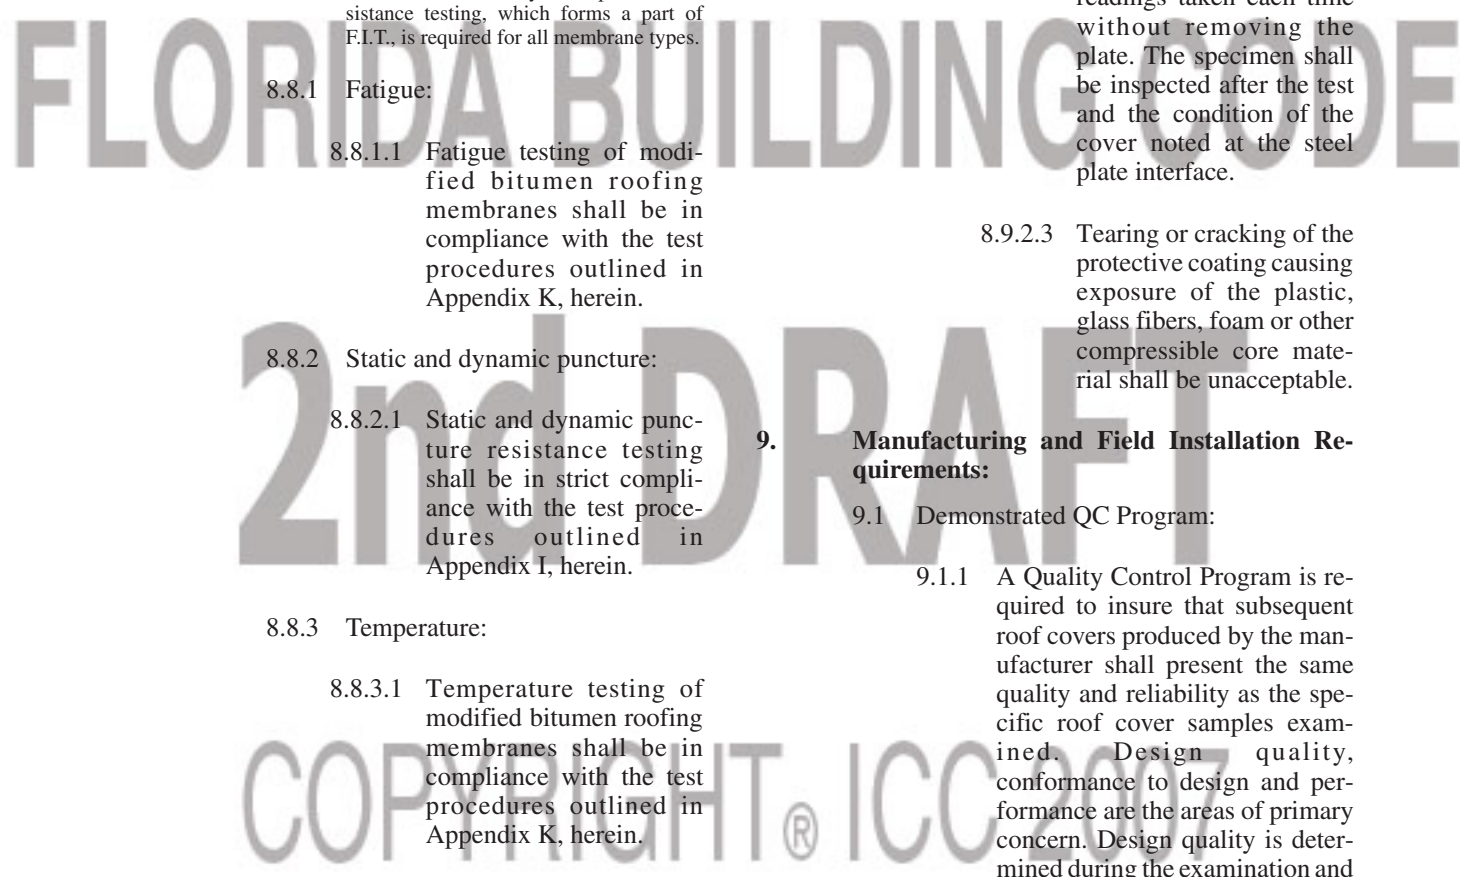 sistance testing, which forms a part of
F.I.T., is required for all membrane types.
8.8.1 Fatigue:
8.8.1.1 Fatigue testing of modi-
fied bitumen roofing
membranes shall be in
compliance with the test
procedures outlined in
Appendix K, herein.
8.8.2 Static and dynamic puncture:
8.8.2.1 Static and dynamic punc-
ture resistance testing
shall be in strict compli-
ance with the test proce-
dures outlined in
Appendix I, herein.
8.8.3 Temperature:
8.8.3.1 Temperature testing of
modified bitumen roofing
membranes shall be in
compliance with the test
procedures outlined in
Appendix K, herein.
readings taken each time
without removing the
plate. The specimen shall
be inspected after the test
and the condition of the
cover noted at the steel
plate interface.
8.9.2.3 Tearing or cracking of the
protective coating causing
exposure of the plastic,
glass fibers, foam or other
compressible core mate-
rial shall be unacceptable.
9. Manufacturing and Field Installation Re-
quirements:
9.1 Demonstrated QC Program:
9.1.1 A Quality Control Program is re-
quired to insure that subsequent
roof covers produced by the man-
ufacturer shall present the same
quality and reliability as the spe-
cific roof cover samples exam-
ined. Design quality,
conformance to design and per-
formance are the areas of primary
concern. Design quality is deter-
mined during the examination and
FLORIDA BUILDING CODE
2nd DRAFT
COPYRIGHT® ICC 2007